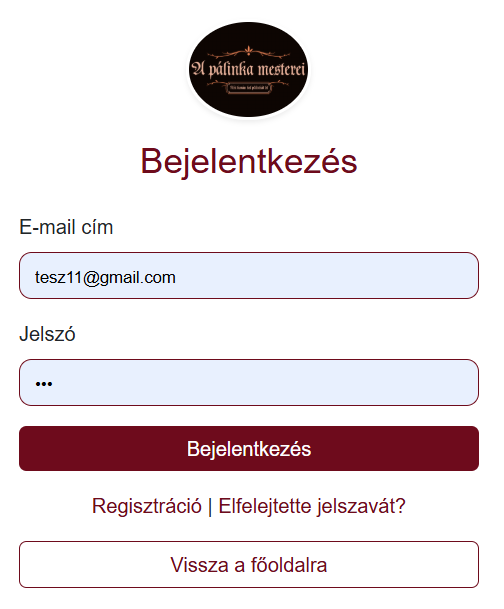 A pálinka mesterei
Bejelentkezés
E-mail cím
tesz11@gmail.com
Jelszó
•••
Bejelentkezés
Regisztráció | Elfelejtette jelszavát?
Vissza a főoldalra